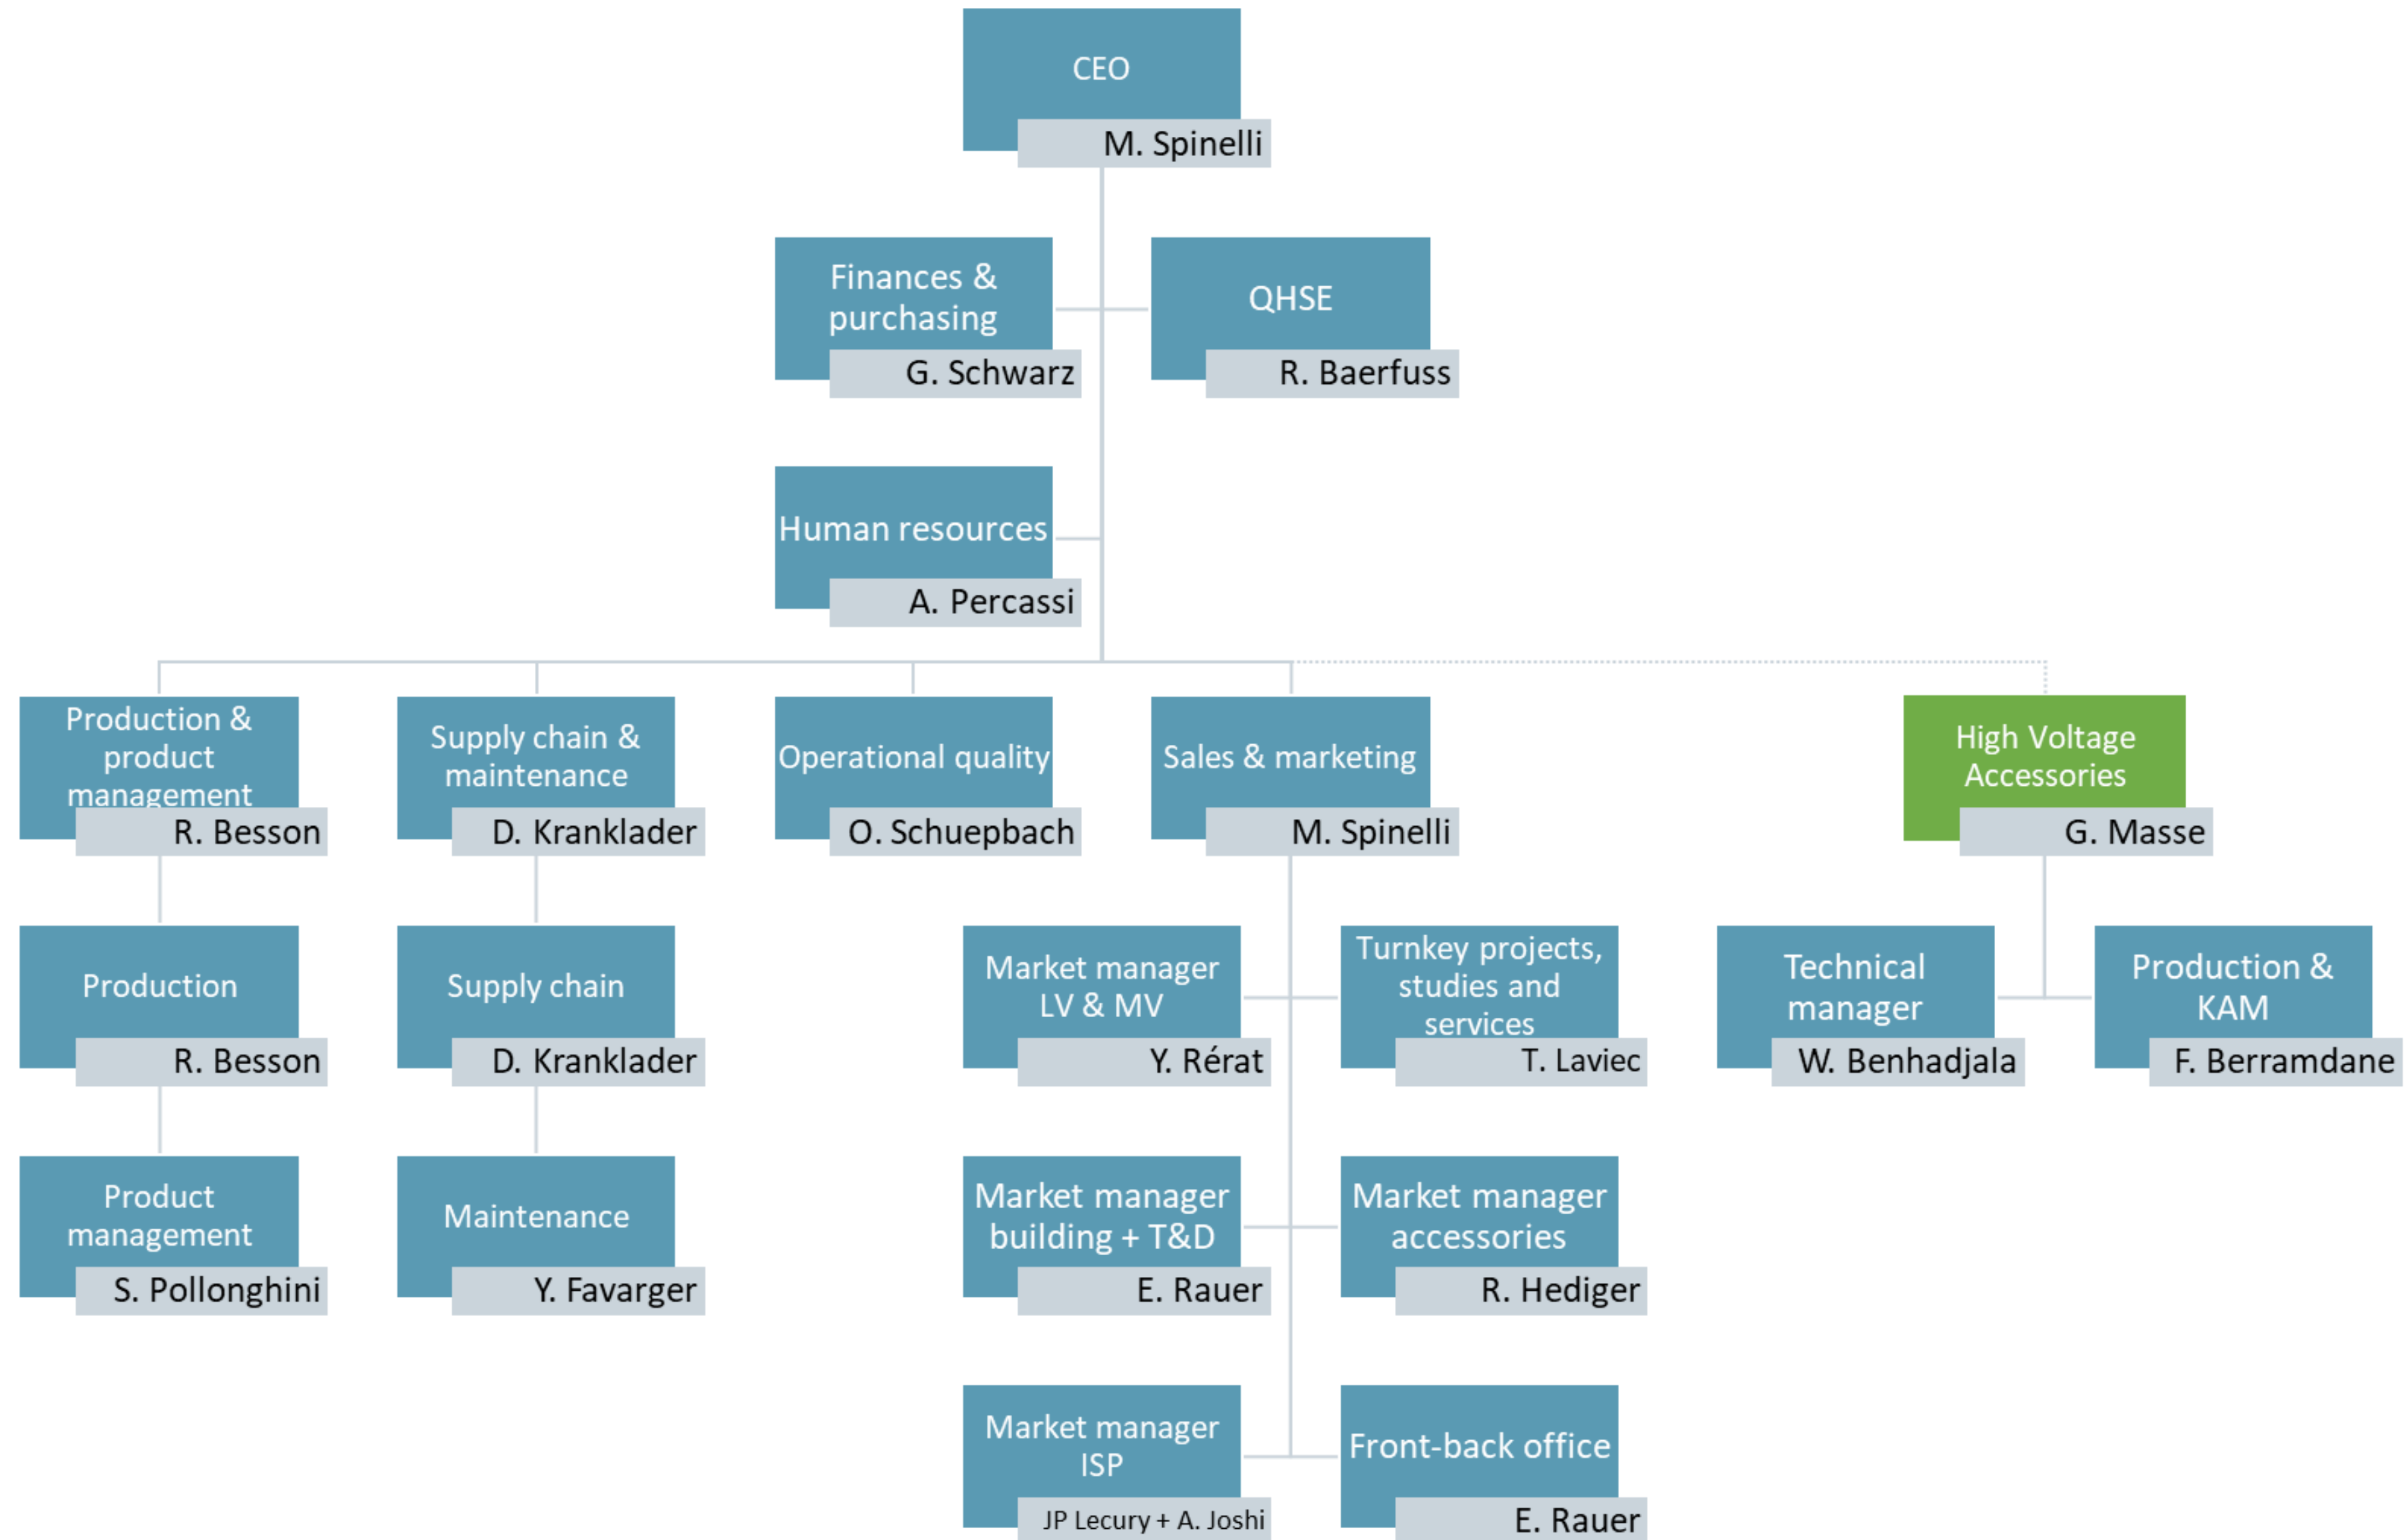 CEO
M. Spinelli
Finances &
purchasing
G. Schwarz
QHSE
R. Baerfuss
Human resources
A. Percassi
Production &
product
management
R. Besson
Supply chain &
maintenance
D. Kranklader
Operational quality
O. Schuepbach
Sales & marketing
M. Spinelli
High Voltage
Accessories
G. Masse
Production
R. Besson
Supply chain
D. Kranklader
Market manager
LV & MV
Y. Rérat
Turnkey projects,
studies and
services
T. Laviec
Technical
manager
W. Benhadjala
Production &
KAM
F. Berramdane
Product
management
S. Pollonghini
Maintenance
Y. Favarger
Market manager
building + T&D
E. Rauer
Market manager
accessories
R. Hediger
Market manager
ISP
JP Lecury + A. Joshi
Front-back office
E. Rauer